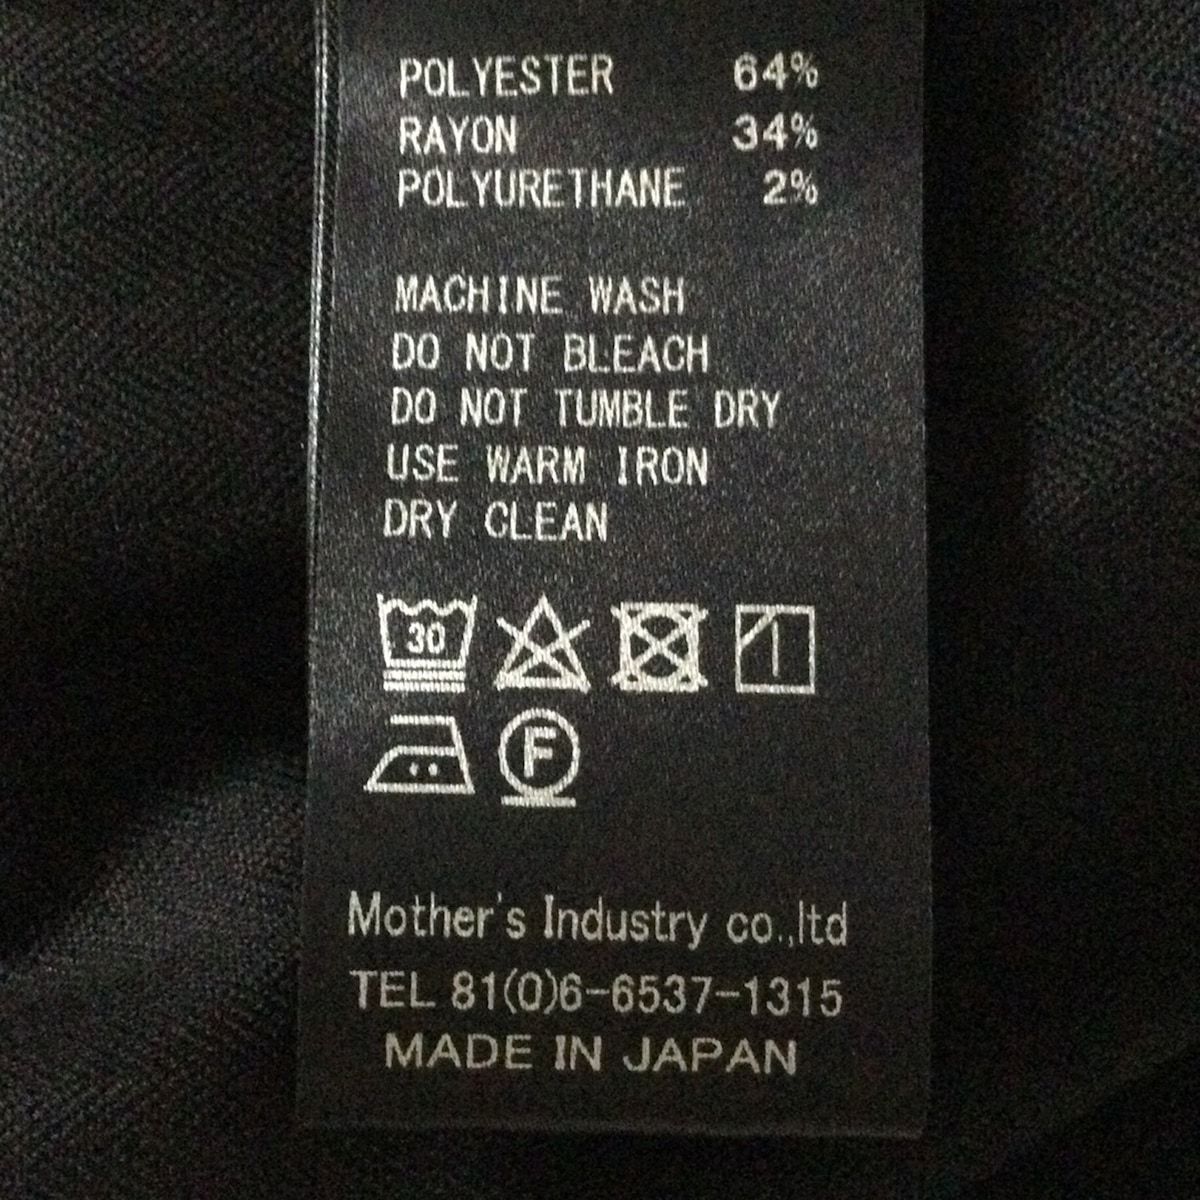 POLYESTER 64%
RAYON 34%
POLYURETHANE 2%
MACHINE WASH
DO NOT BLEACH
DO NOT TUMBLE DRY
USE WARM IRON
DRY CLEAN
30
F
Mother's Industry co.,ltd
TEL 81(0)6-6537-1315
MADE IN JAPAN